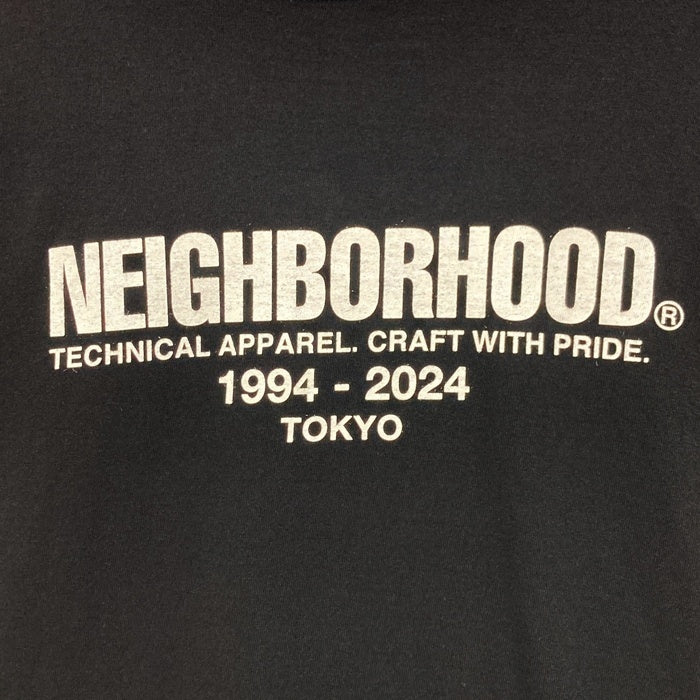 NEIGHBORHOOD®
TECHNICAL APPAREL. CRAFT WITH PRIDE.
1994 - 2024
TOKYO